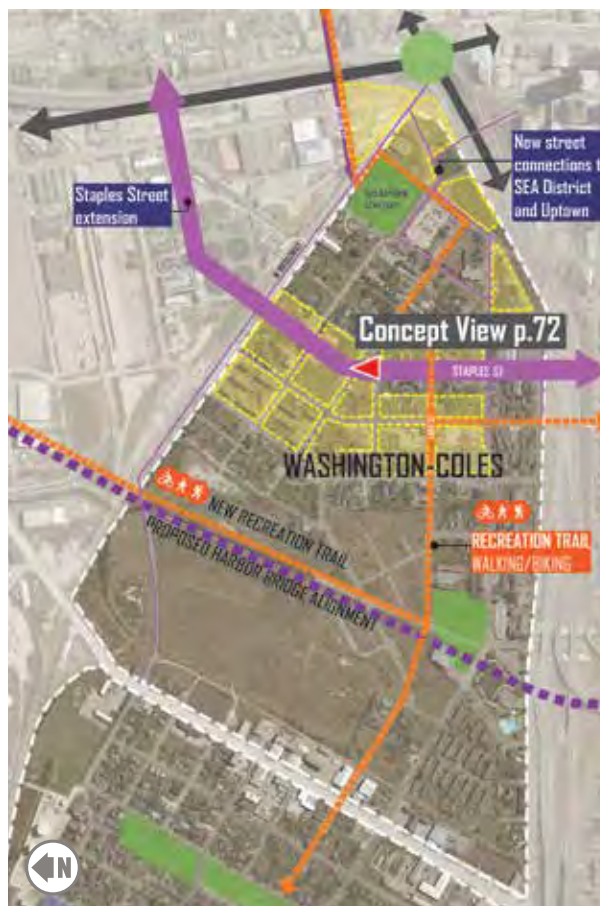 New street
connections t
SEA District
and Uptown
Staples Street
extension
Concept View p.72
STAPLES ST
WASHINGTON-COLES
NEW RECREATION TRAIL
PROPOSED HARBOR BRIDGE ALIGNMENT
RECREATION TRAIL
WALKING/BIKING
N